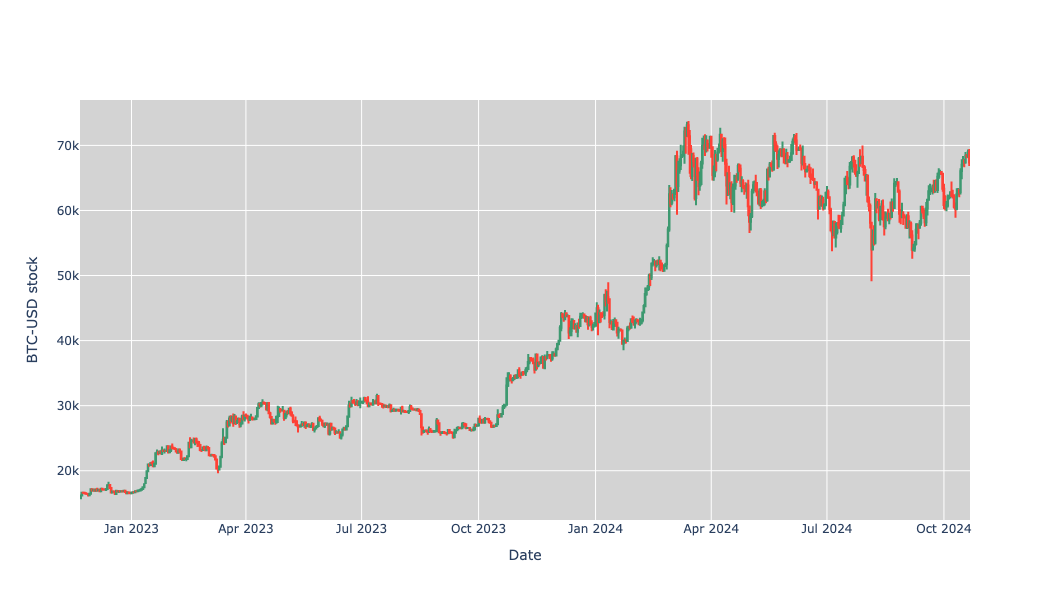 BTC-USD stock
70k
60k
50k
40k
30k
20k
Jan 2023
Apr 2023
Jul 2023
Oct 2023
Jan 2024
Apr 2024
Jul 2024
Oct 2024
Date